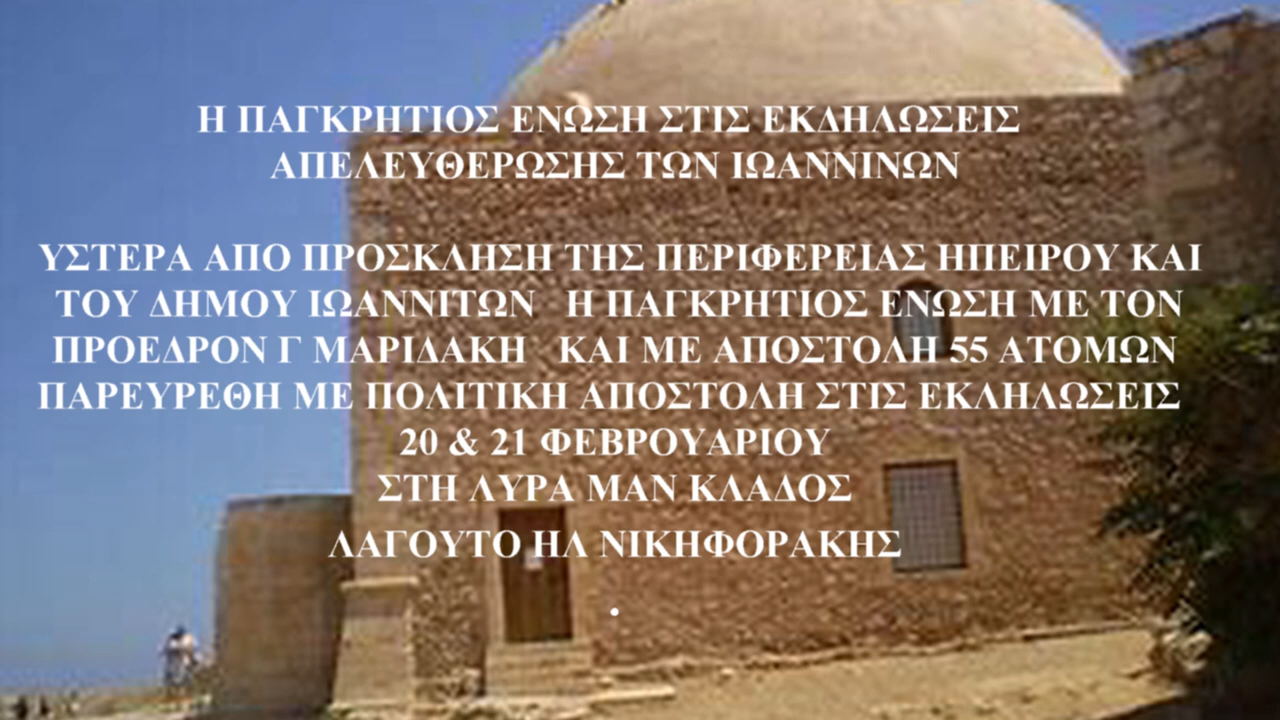 Η ΠΑΓΚΡΗΤΙΟΣ ΕΝΩΣΗ ΣΤΙΣ ΕΚΔΗΛΩΣΕΙΣ
ΑΠΕΛΕΥΘΕΡΩΣΗΣ ΤΩΝ ΙΩΑΝΝΙΝΩΝ
ΥΣΤΕΡΑ ΑΠΟ ΠΡΟΣΚΛΗΣΗ ΤΗΣ ΠΕΡΙΦΕΡΕΙΑΣ ΗΠΕΙΡΟΥ ΚΑΙ
ΤΟΥ ΔΗΜΟΥ ΙΩΑΝΝΙΤΩΝ Η ΠΑΓΚΡΗΤΙΟΣ ΕΝΩΣΗ ΜΕ ΤΟΝ
ΠΡΟΕΔΡΟΝ Γ ΜΑΡΙΔΑΚΗ ΚΑΙ ΜΕ ΑΠΟΣΤΟΛΗ 55 ΑΤΟΜΩΝ
ΠΑΡΕΥΡΕΘΗ ΜΕ ΠΟΛΙΤΙΚΗ ΑΠΟΣΤΟΛΗ ΣΤΙΣ ΕΚΛΗΛΩΣΕΙΣ
20 & 21 ΦΕΒΡΟΥΑΡΙΟΥ
ΣΤΗ ΛΥΡΑ ΜΑΝ ΚΛΑΔΟΣ
ΛΑΓΟΥΤΟ ΗΛ ΝΙΚΗΦΟΡΑΚΗΣ
.